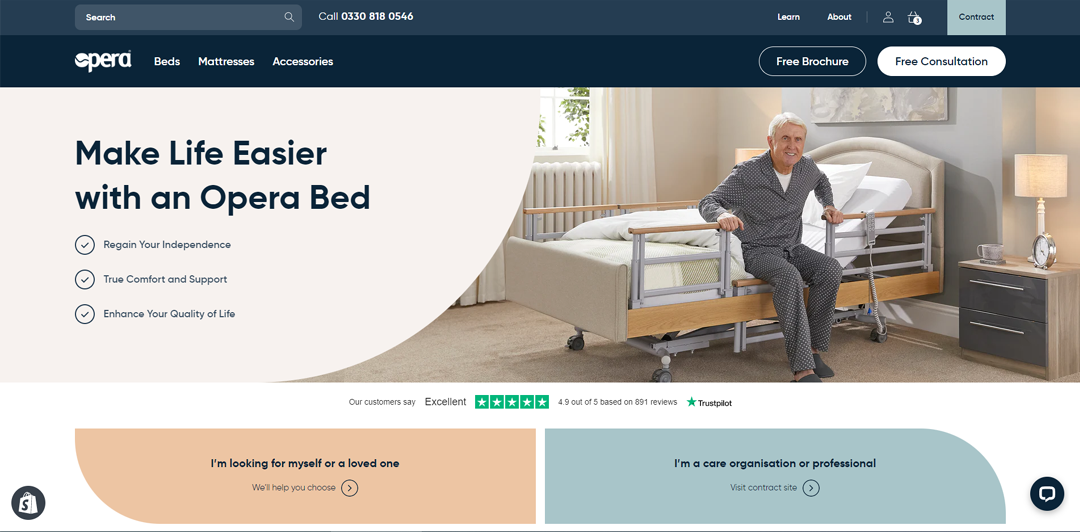 Search
Call 0330 818 0546
Learn
About
3
Contract
opera
Beds
Mattresses
Accessories
Free Brochure
Free Consultation
Make Life Easier
with an Opera Bed
Regain Your Independence
True Comfort and Support
Enhance Your Quality of Life
Our customers say Excellent 4.9 out of 5 based on 891 reviews Trustpilot
I'm looking for myself or a loved one
We'll help you choose
I'm a care organisation or professional
Visit contract site